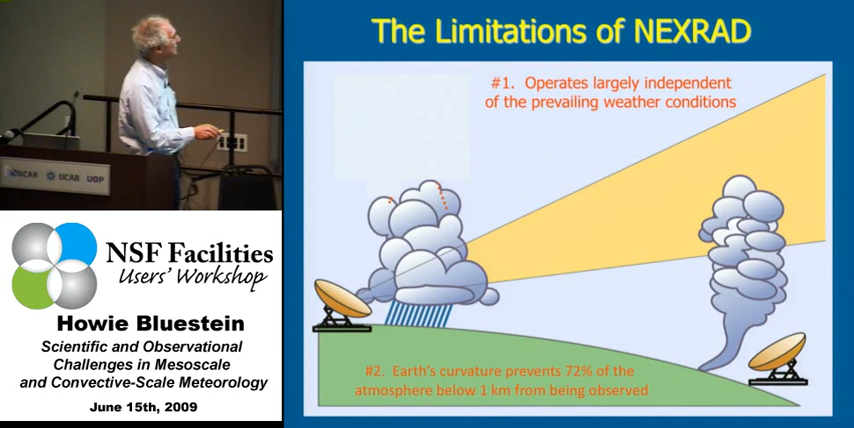 NCAR UCAR UOP
NSF Facilities
Users' Workshop
Howie Bluestein
Scientific and Observational
Challenges in Mesoscale
and Convective-Scale Meteorology
June 15th, 2009
The Limitations of NEXRAD
#1. Operates largely independent
of the prevailing weather conditions
#2. Earth's curvature prevents 72% of the
atmosphere below 1 km from being observed